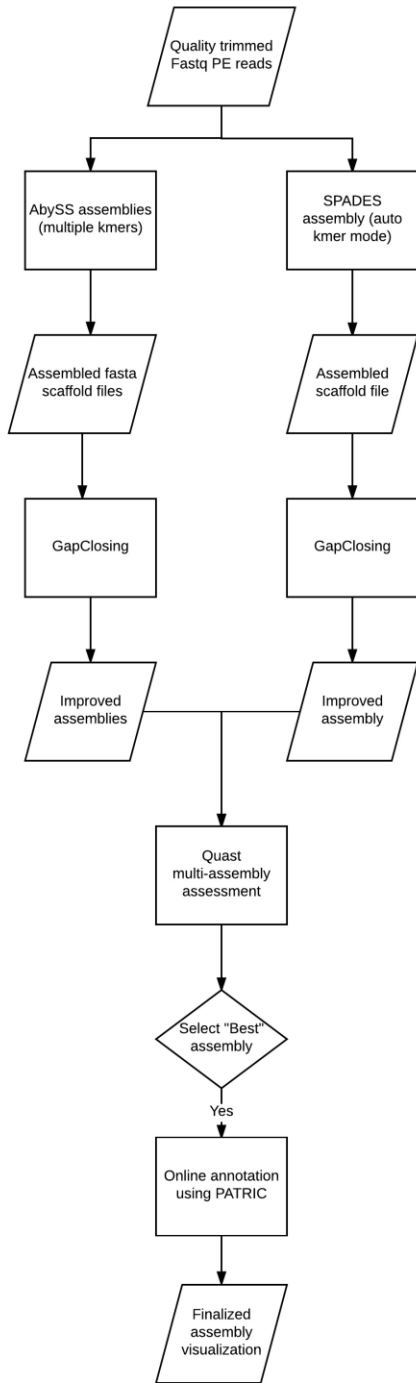 Quality trimmed
Fastq PE reads
AbySS assemblies
(multiple kmers)
SPADES
assembly (auto
kmer mode)
Assembled fasta
scaffold files
Assembled
scaffold file
GapClosing
GapClosing
Improved
assemblies
Improved
assembly
Quast
multi-assembly
assessment
Select "Best"
assembly
Yes
Online annotation
using PATRIC
Finalized
assembly
visualization